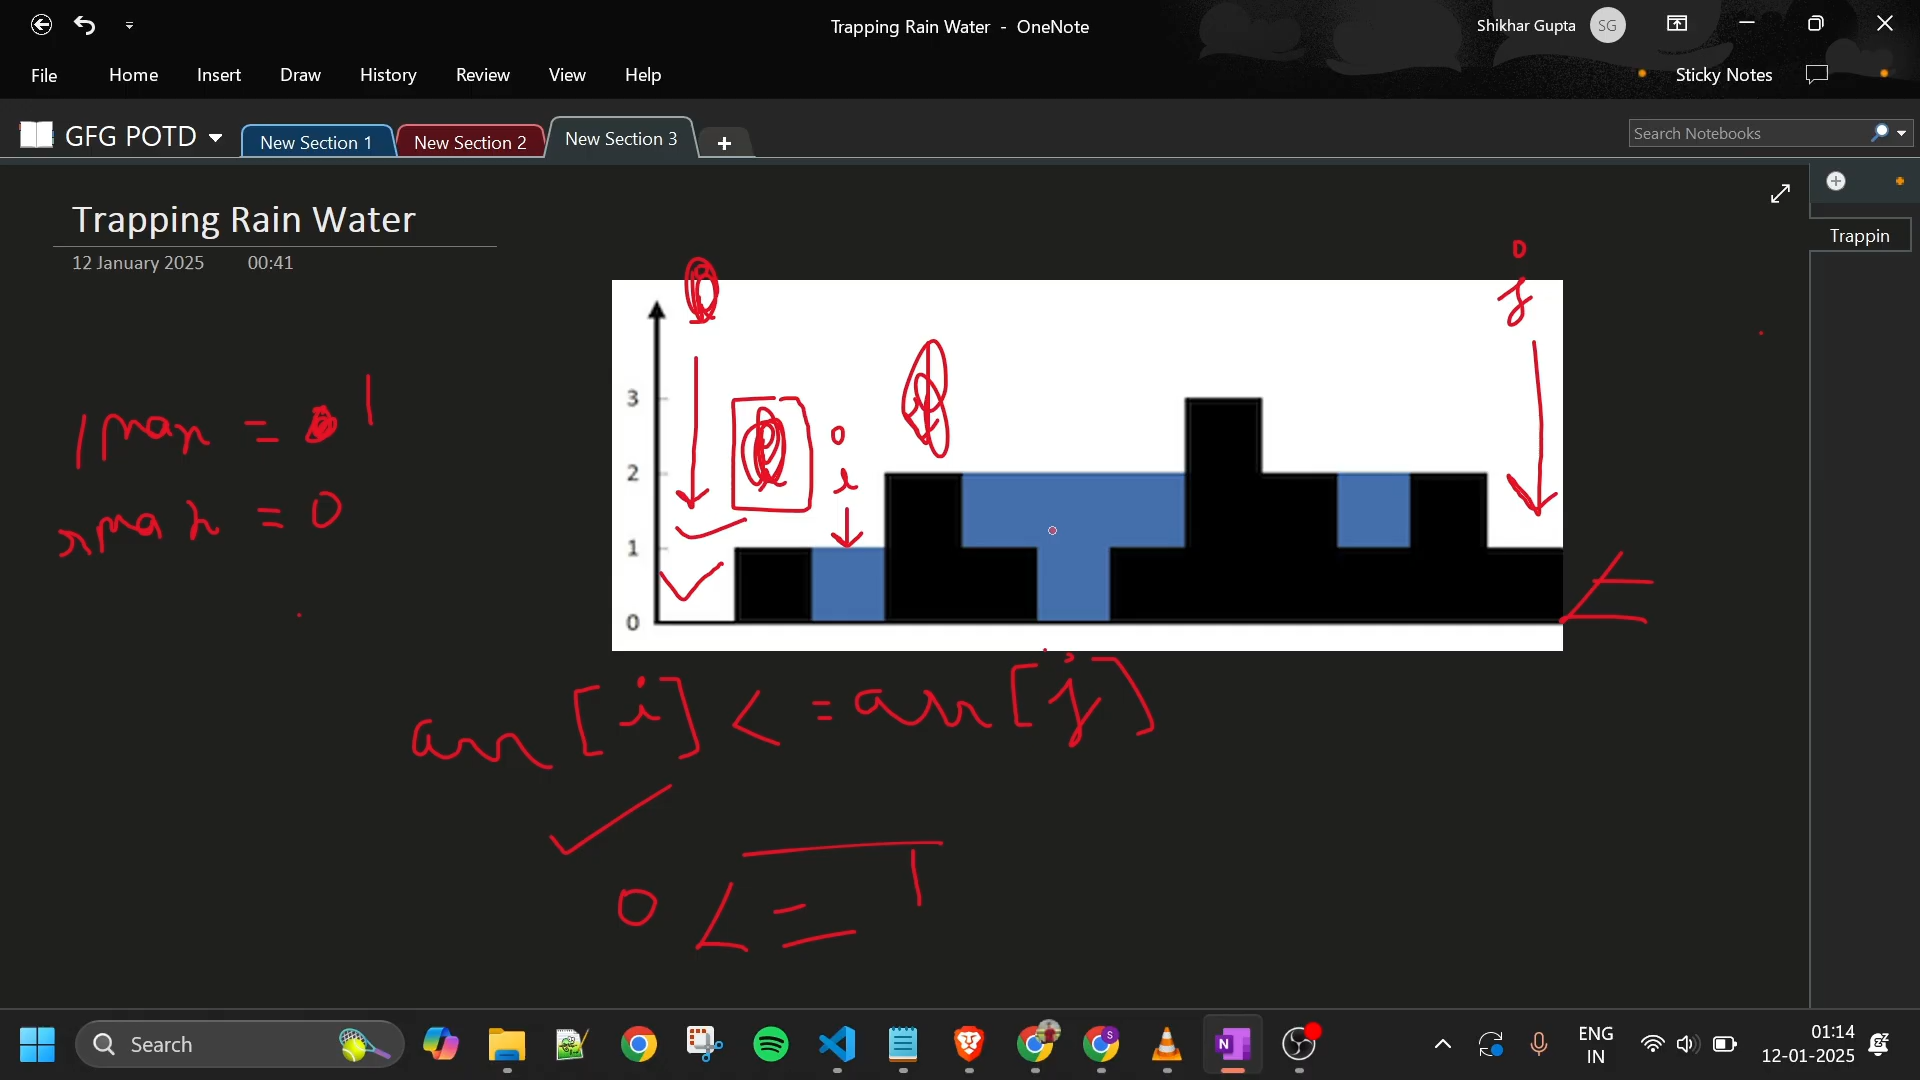 Trapping Rain Water - OneNote
Shikhar Gupta SG
File Home Insert Draw History Review View Help
Sticky Notes
GFG POTD
New Section 1
New Section 2
New Section 3
Search Notebooks
Trapping Rain Water
12 January 2025 00:41
Trappin
j
3
2
1
0
i
lmax = 1
rmax = 0
arr[i] <= arr[j]
0 <= 1
Search
ENG
IN
01:14
12-01-2025